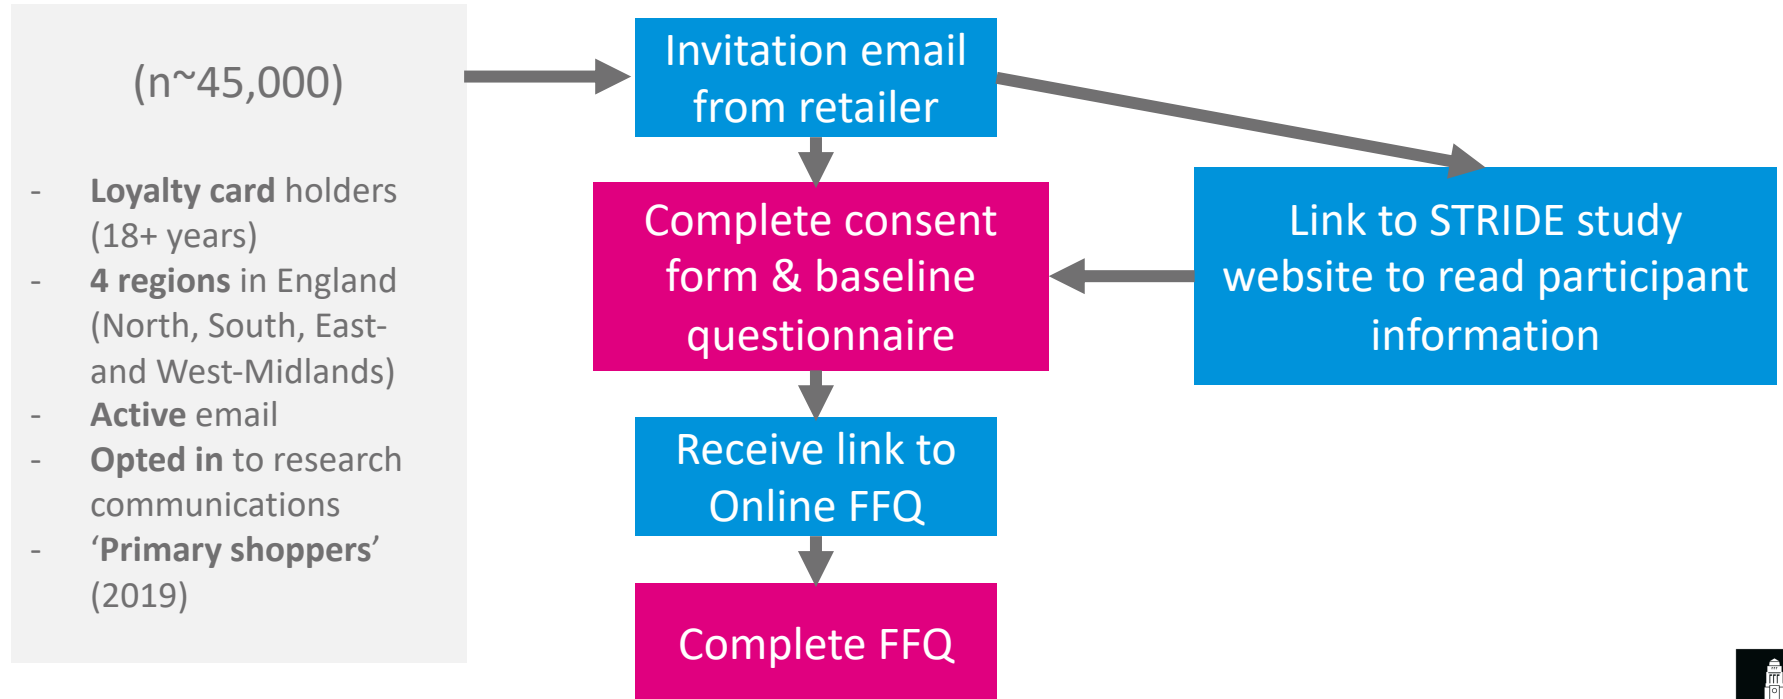 (n~45,000)
- Loyalty card holders
(18+ years)
- 4 regions in England
(North, South, East-
and West-Midlands)
- Active email
- Opted in to research
communications
- ‘Primary shoppers’
(2019)
Invitation email
from retailer
Complete consent
form & baseline
questionnaire
Link to STRIDE study
website to read participant
information
Receive link to
Online FFQ
Complete FFQ